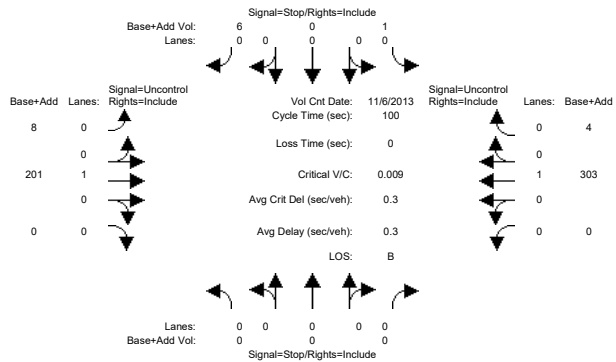 Signal=Stop/Rights=Include
Base+Add Vol: 6 0 1
Lanes: 0 0 0 0 0
Signal=Uncontrol Signal=Uncontrol
Base+Add Lanes: Rights=Include Vol Cnt Date: 11/6/2013 Rights=Include Lanes: Base+Add
Cycle Time (sec): 100
8 0 0 4
Loss Time (sec): 0
0 0
201 1 Critical V/C: 0.009 1 303
0 Avg Crit Del (sec/veh): 0.3 0
0 0 Avg Delay (sec/veh): 0.3 0 0
LOS: B
Lanes: 0 0 0 0 0
Base+Add Vol: 0 0 0
Signal=Stop/Rights=Include